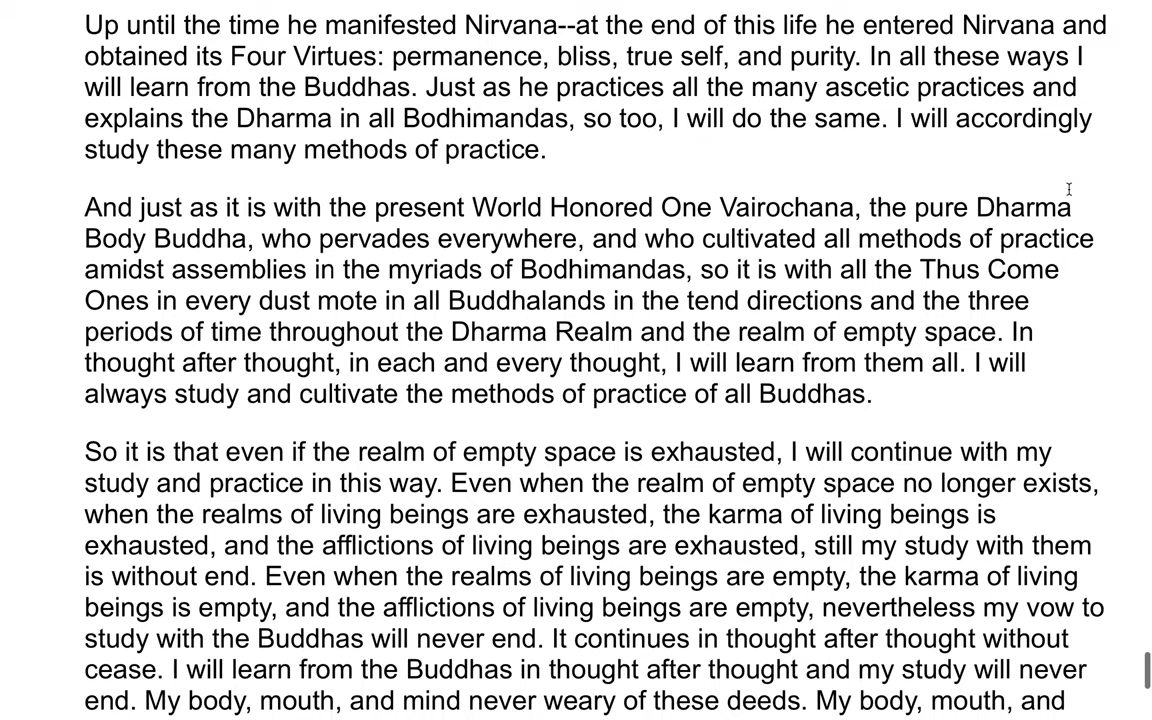 Up until the time he manifested Nirvana--at the end of this life he entered Nirvana and
obtained its Four Virtues: permanence, bliss, true self, and purity. In all these ways I
will learn from the Buddhas. Just as he practices all the many ascetic practices and
explains the Dharma in all Bodhimandas, so too, I will do the same. I will accordingly
study these many methods of practice.
And just as it is with the present World Honored One Vairochana, the pure Dharma
Body Buddha, who pervades everywhere, and who cultivated all methods of practice
amidst assemblies in the myriads of Bodhimandas, so it is with all the Thus Come
Ones in every dust mote in all Buddhalands in the tend directions and the three
periods of time throughout the Dharma Realm and the realm of empty space. In
thought after thought, in each and every thought, I will learn from them all. I will
always study and cultivate the methods of practice of all Buddhas.
So it is that even if the realm of empty space is exhausted, I will continue with my
study and practice in this way. Even when the realm of empty space no longer exists,
when the realms of living beings are exhausted, the karma of living beings is
exhausted, and the afflictions of living beings are exhausted, still my study with them
is without end. Even when the realms of living beings are empty, the karma of living
beings is empty, and the afflictions of living beings are empty, nevertheless my vow to
study with the Buddhas will never end. It continues in thought after thought without
cease. I will learn from the Buddhas in thought after thought and my study will never
end. My body, mouth, and mind never weary of these deeds. My body, mouth, and